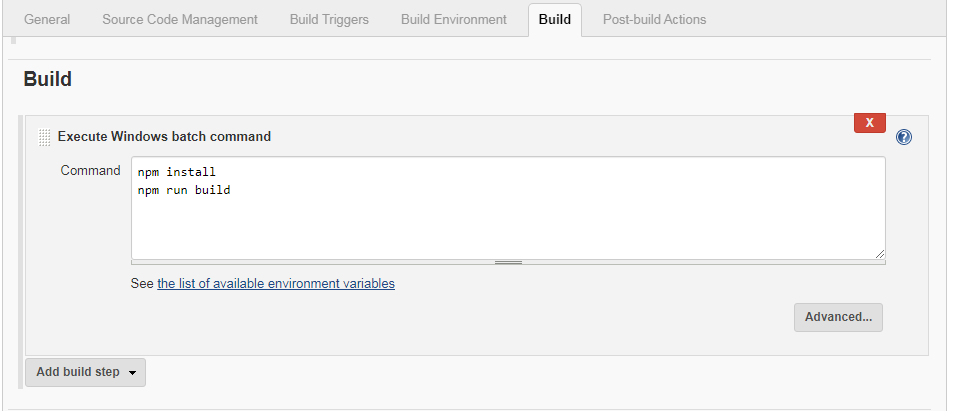 General Source Code Management Build Triggers Build Environment Build Post-build Actions
Build
X
Execute Windows batch command ?
Command npm install
npm run build
See the list of available environment variables
Advanced...
Add build step